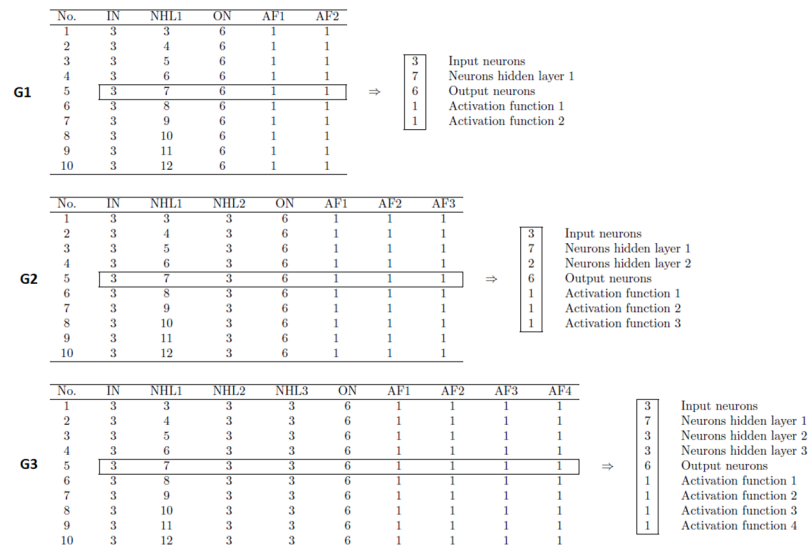 No. IN NHL1 ON AF1 AF2
1 3 3 6 1 1
2 3 4 6 1 1
3 3 5 6 1 1
4 3 6 6 1 1
5 3 7 6 1 1
6 3 8 6 1 1
7 3 9 6 1 1
8 3 10 6 1 1
9 3 11 6 1 1
10 3 12 6 1 1
G1
⇒
3 Input neurons
7 Neurons hidden layer 1
6 Output neurons
1 Activation function 1
1 Activation function 2
No. IN NHL1 NHL2 ON AF1 AF2 AF3
1 3 3 3 6 1 1 1
2 3 4 3 6 1 1 1
3 3 5 3 6 1 1 1
4 3 6 3 6 1 1 1
5 3 7 3 6 1 1 1
6 3 8 3 6 1 1 1
7 3 9 3 6 1 1 1
8 3 10 3 6 1 1 1
9 3 11 3 6 1 1 1
10 3 12 3 6 1 1 1
G2
⇒
3 Input neurons
7 Neurons hidden layer 1
2 Neurons hidden layer 2
6 Output neurons
1 Activation function 1
1 Activation function 2
1 Activation function 3
No. IN NHL1 NHL2 NHL3 ON AF1 AF2 AF3 AF4
1 3 3 3 3 6 1 1 1 1
2 3 4 3 3 6 1 1 1 1
3 3 5 3 3 6 1 1 1 1
4 3 6 3 3 6 1 1 1 1
5 3 7 3 3 6 1 1 1 1
6 3 8 3 3 6 1 1 1 1
7 3 9 3 3 6 1 1 1 1
8 3 10 3 3 6 1 1 1 1
9 3 11 3 3 6 1 1 1 1
10 3 12 3 3 6 1 1 1 1
G3
⇒
3 Input neurons
7 Neurons hidden layer 1
3 Neurons hidden layer 2
3 Neurons hidden layer 3
6 Output neurons
1 Activation function 1
1 Activation function 2
1 Activation function 3
1 Activation function 4